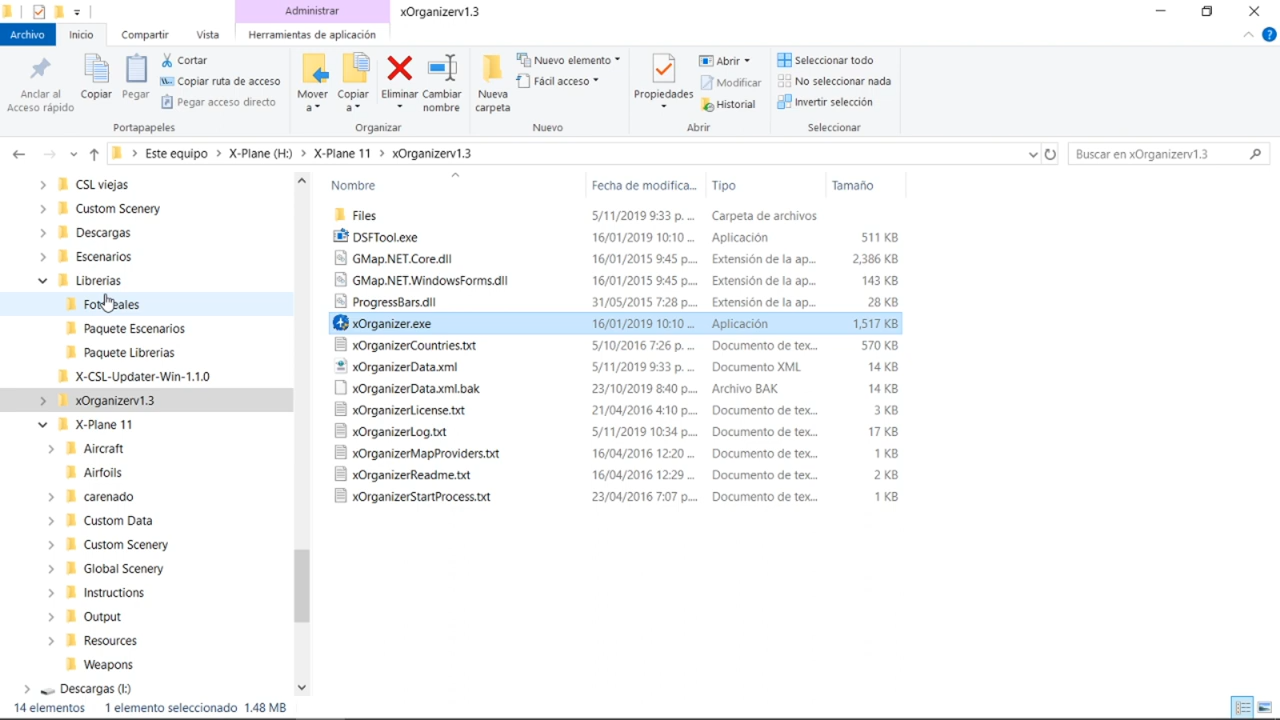 Administrar
xOrganizerv1.3
Archivo
Inicio
Compartir
Vista
Herramientas de aplicación
Anclar al
Acceso rápido
Copiar
Pegar
Cortar
Copiar ruta de acceso
Pegar acceso directo
Portapapeles
Mover
a
Copiar
a
Eliminar
Cambiar
nombre
Organizar
Nueva
carpeta
Nuevo elemento
Fácil acceso
Nuevo
Propiedades
Abrir
Modificar
Historial
Abrir
Seleccionar todo
No seleccionar nada
Invertir selección
Seleccionar
Este equipo > X-Plane (H:) > X-Plane 11 > xOrganizerv1.3
Buscar en xOrganizerv1.3
CSL viejas
Custom Scenery
Descargas
Escenarios
Librerias
Paquete Escenarios
Paquete Librerias
X-CSL-Updater-Win-1.1.0
xOrganizerv1.3
X-Plane 11
Aircraft
Airfoils
carenado
Custom Data
Custom Scenery
Global Scenery
Instructions
Output
Resources
Weapons
Descargas (I:)
Nombre Fecha de modifica... Tipo Tamaño
Files 5/11/2019 9:33 p. ... Carpeta de archivos
DSFTool.exe 16/01/2019 10:10 ... Aplicación 511 KB
GMap.NET.Core.dll 16/01/2015 9:45 p.... Extensión de la ap... 2,386 KB
GMap.NET.WindowsForms.dll 16/01/2015 9:45 p.... Extensión de la ap... 143 KB
ProgressBars.dll 31/05/2015 7:28 p.... Extensión de la ap... 28 KB
xOrganizer.exe 16/01/2019 10:10 ... Aplicación 1,517 KB
xOrganizerCountries.txt 5/10/2016 7:26 p. ... Documento de tex... 570 KB
xOrganizerData.xml 5/11/2019 9:33 p. ... Documento XML 14 KB
xOrganizerData.xml.bak 23/10/2019 8:40 p... Archivo BAK 14 KB
xOrganizerLicense.txt 21/04/2016 4:10 p.... Documento de tex... 3 KB
xOrganizerLog.txt 5/11/2019 10:34 p... Documento de tex... 17 KB
xOrganizerMapProviders.txt 16/04/2016 12:20 ... Documento de tex... 1 KB
xOrganizerReadme.txt 16/04/2016 12:29 ... Documento de tex... 2 KB
xOrganizerStartProcess.txt 23/04/2016 7:07 p.... Documento de tex... 1 KB
14 elementos 1 elemento seleccionado 1.48 MB